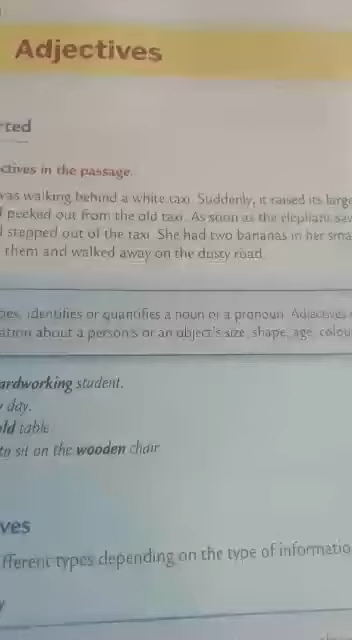 Adjectives
rted
ctives in the passage.
was walking behind a white taxi. Suddenly, it raised its large
peeked out from the old taxi. As soon as the elephant saw
stepped out of the taxi. She had two bananas in her sma
them and walked away on the dusty road.
bes, identifies or quantifies a noun or a pronoun. Adjectives
ation about a person's or an object's size, shape, age, colou
ardworking student.
day.
old table.
to sit on the wooden chair.
ves
fferent types depending on the type of informatio
y